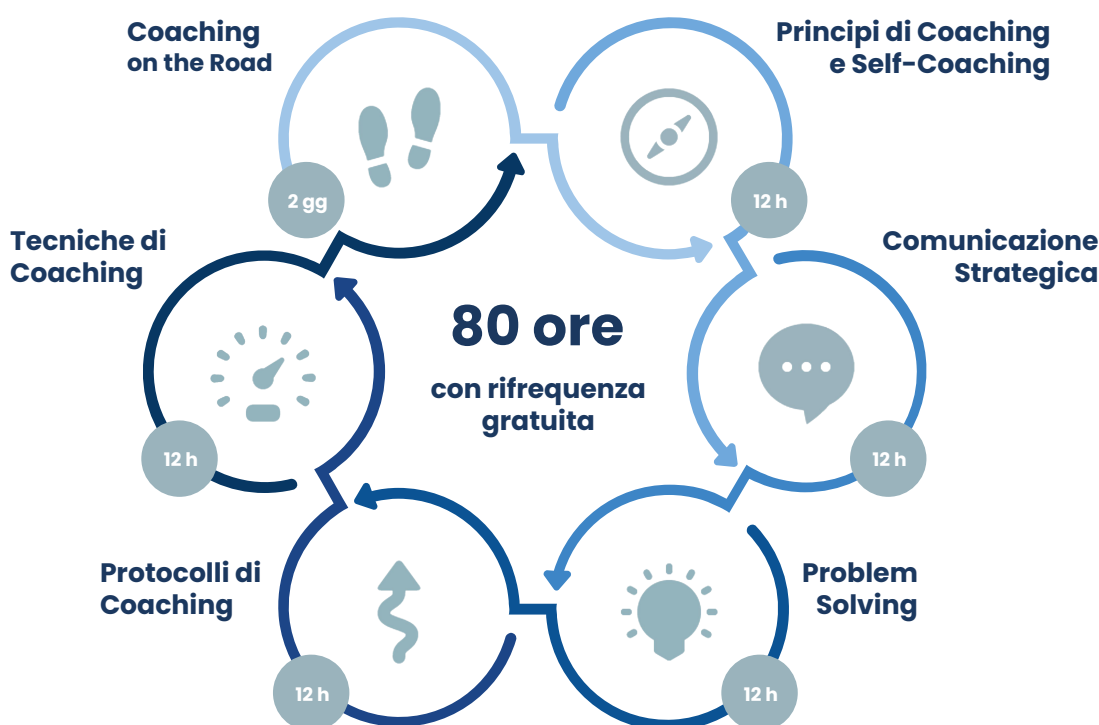 Coaching
on the Road
2 gg
Principi di Coaching
e Self-Coaching
12 h
Comunicazione
Strategica
12 h
Problem
Solving
12 h
Protocolli di
Coaching
12 h
Tecniche di
Coaching
12 h
80 ore
con rifrequenza
gratuita